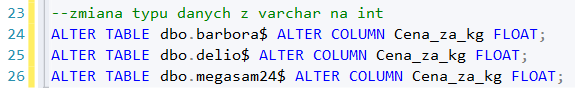 23 --zmiana typu danych z varchar na int
24 ALTER TABLE dbo.barbora$ ALTER COLUMN Cena_za_kg FLOAT;
25 ALTER TABLE dbo.delio$ ALTER COLUMN Cena_za_kg FLOAT;
26 ALTER TABLE dbo.megasam24$ ALTER COLUMN Cena_za_kg FLOAT;